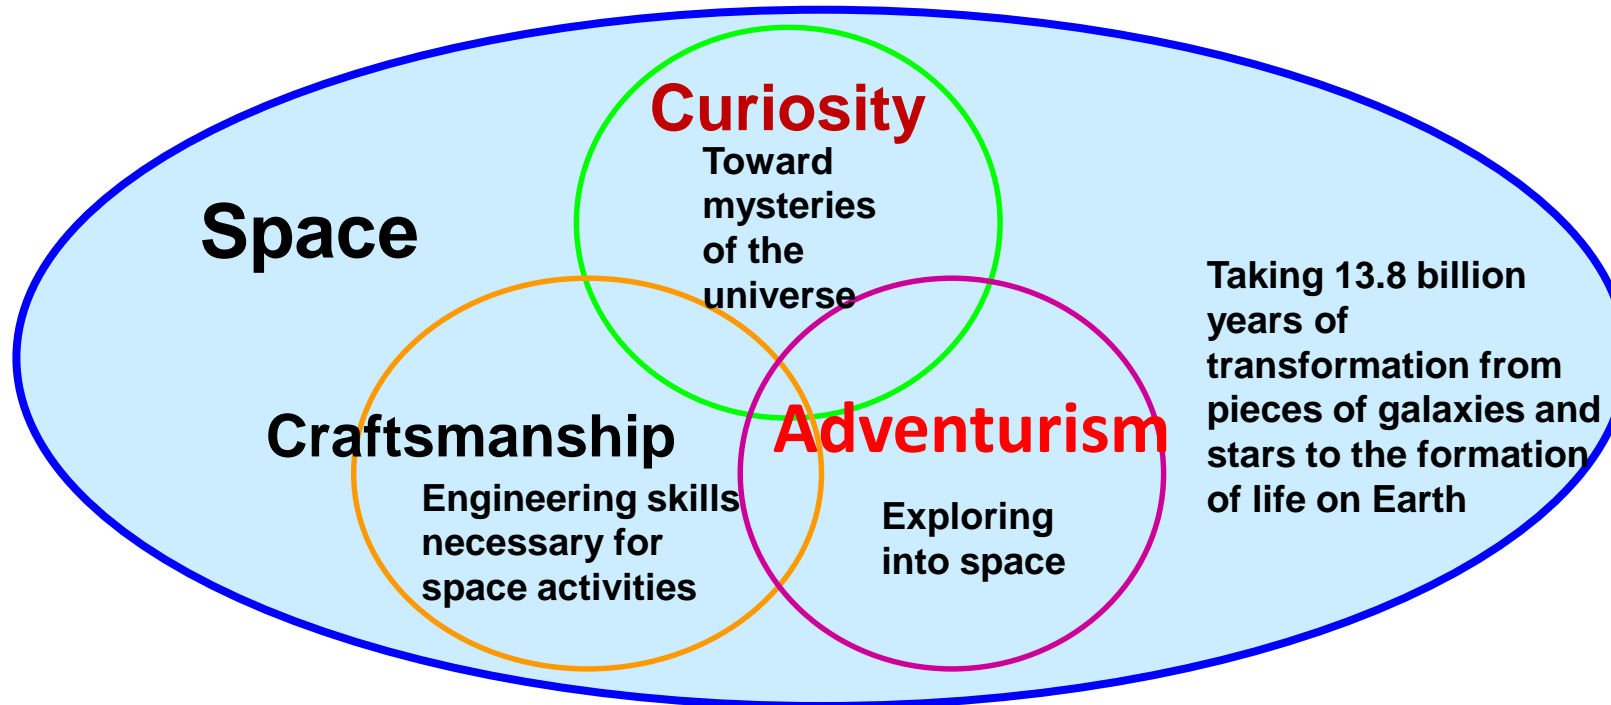 Curiosity
Toward
mysteries
of the
universe
Space
Craftsmanship
Engineering skills
necessary for
space activities
Adventurism
Exploring
into space
Taking 13.8 billion
years of
transformation from
pieces of galaxies and
stars to the formation
of life on Earth